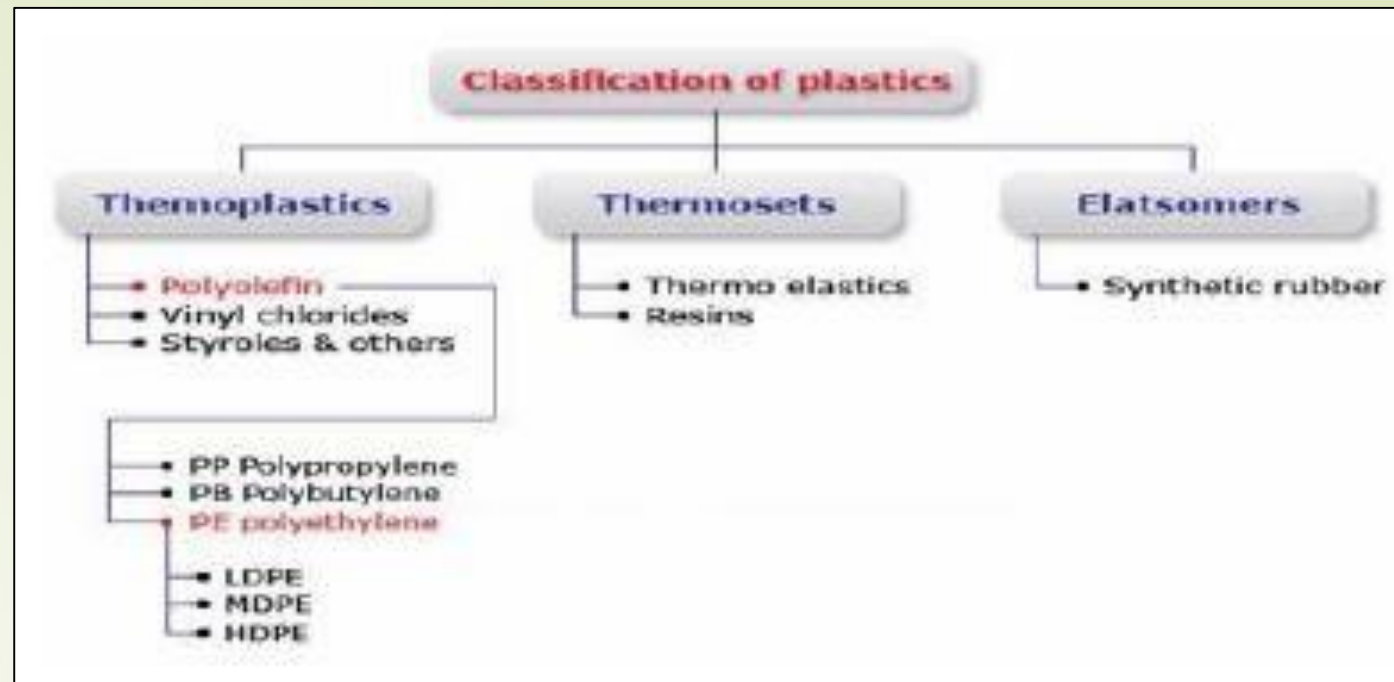 Classification of plastics
Themoplastics
Polyolefin
Vinyl chlorides
Styroles & others
PP Polypropylene
PB Polybutylene
PE polyethylene
LDPE
MDPE
HDPE
Thermosets
Thermo elastics
Resins
Elatsomers
Synthetic rubber